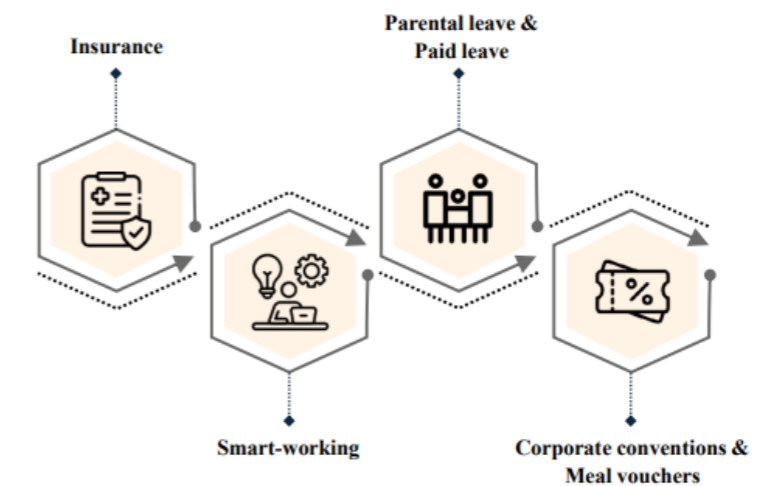 Insurance
Parental leave &
Paid leave
Smart-working
Corporate conventions &
Meal vouchers